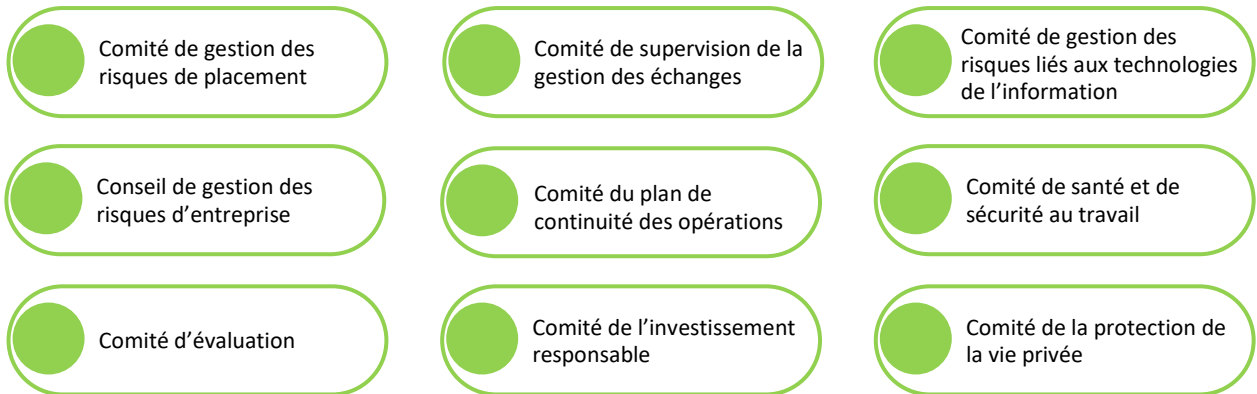 Comité de gestion des
risques de placement
Comité de supervision de la
gestion des échanges
Comité de gestion des
risques liés aux technologies
de l’information
Conseil de gestion des
risques d’entreprise
Comité du plan de
continuité des opérations
Comité de santé et de
sécurité au travail
Comité d’évaluation
Comité de l’investissement
responsable
Comité de la protection de
la vie privée